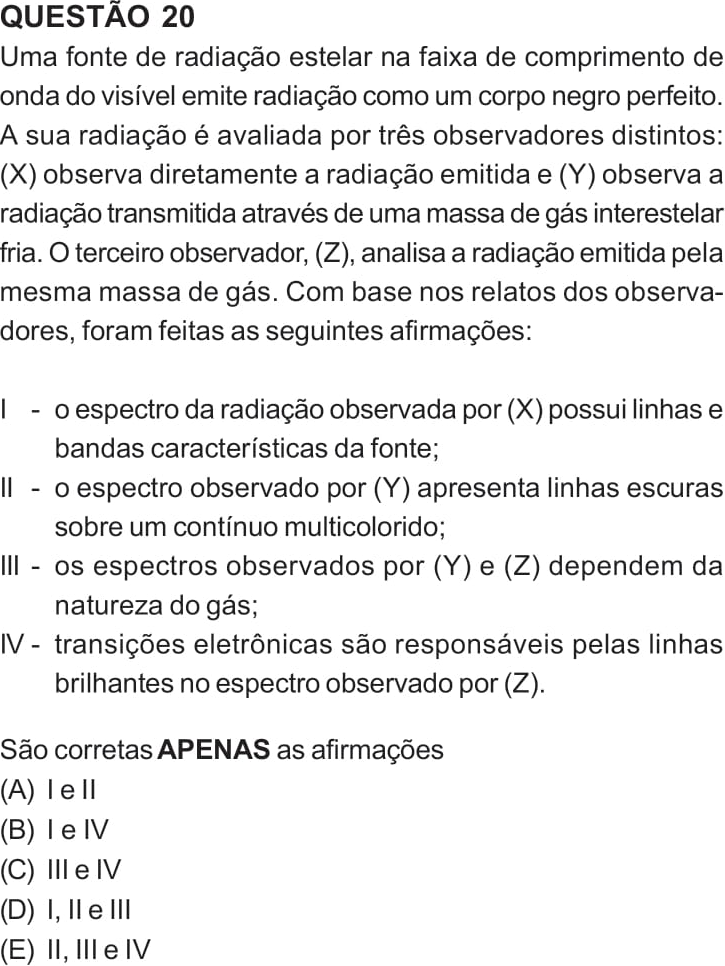 QUESTÃO 20
Uma fonte de radiação estelar na faixa de comprimento de
onda do visível emite radiação como um corpo negro perfeito.
A sua radiação é avaliada por três observadores distintos:
(X) observa diretamente a radiação emitida e (Y) observa a
radiação transmitida através de uma massa de gás interestelar
fria. O terceiro observador, (Z), analisa a radiação emitida pela
mesma massa de gás. Com base nos relatos dos observa-
dores, foram feitas as seguintes afirmações:
I - o espectro da radiação observada por (X) possui linhas e
bandas características da fonte;
II - o espectro observado por (Y) apresenta linhas escuras
sobre um contínuo multicolorido;
III - os espectros observados por (Y) e (Z) dependem da
natureza do gás;
IV - transições eletrônicas são responsáveis pelas linhas
brilhantes no espectro observado por (Z).
São corretas APENAS as afirmações
(A) I e II
(B) I e IV
(C) III e IV
(D) I, II e III
(E) II, III e IV